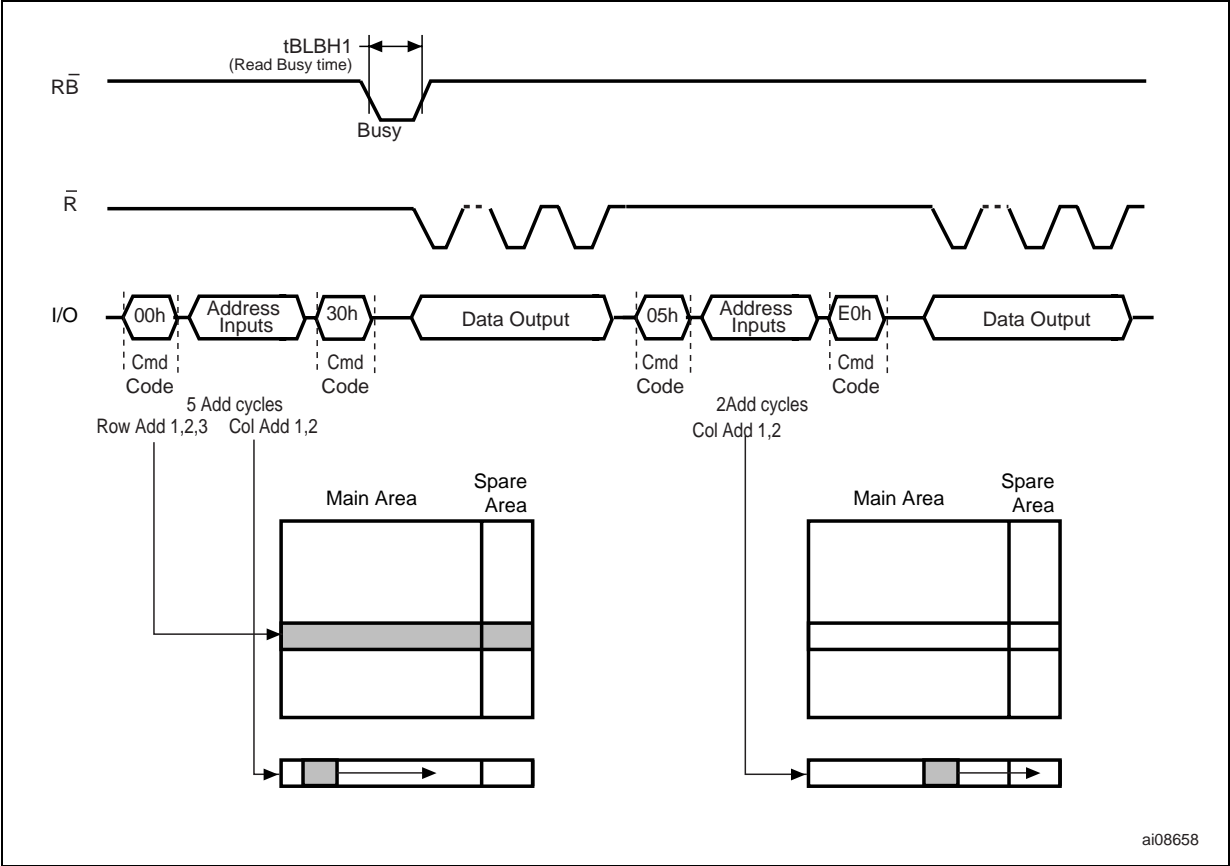 tBLBH1
(Read Busy time)
RB̅
Busy
R̅
I/O
00h
Address
Inputs
30h
Data Output
05h
Address
Inputs
E0h
Data Output
Cmd
Code
Cmd
Code
Cmd
Code
Cmd
Code
5 Add cycles
2Add cycles
Row Add 1,2,3
Col Add 1,2
Col Add 1,2
Main Area
Spare
Area
Main Area
Spare
Area
ai08658